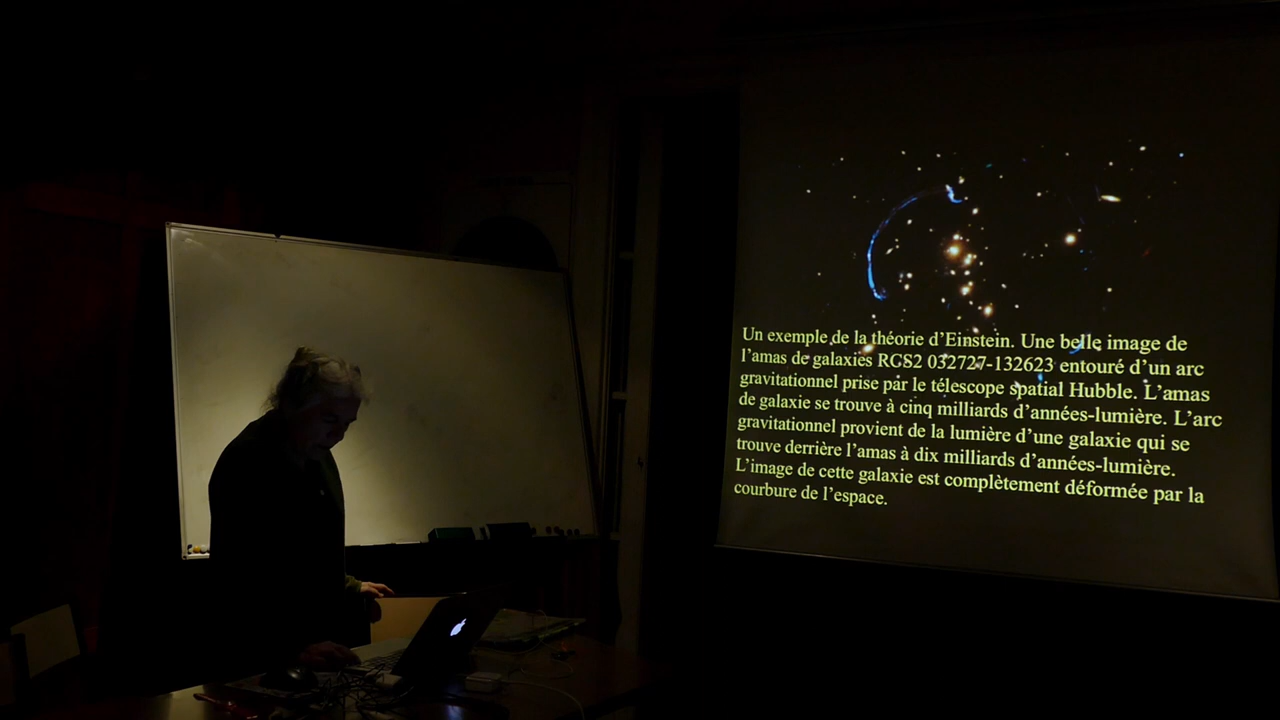 Un exemple de la théorie d’Einstein. Une belle image de
l’amas de galaxies RCS2 032727-132623 entouré d’un arc
gravitationnel prise par le télescope spatial Hubble. L’amas
de galaxie se trouve à cinq milliards d’années-lumière. L’arc
gravitationnel provient de la lumière d’une galaxie qui se
trouve derrière l’amas à dix milliards d’années-lumière.
L’image de cette galaxie est complètement déformée par la
courbure de l’espace.